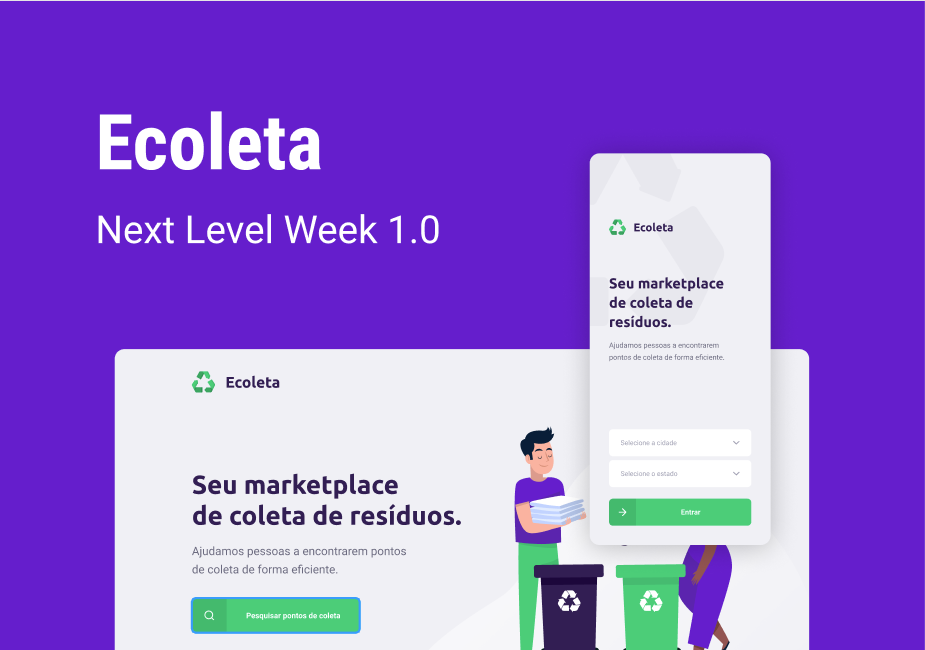 Ecoleta
Next Level Week 1.0
Ecoleta
Seu marketplace
de coleta de
resíduos.
Ajudamos pessoas a encontrarem
pontos de coleta de forma eficiente.
Selecione a cidade
Selecione o estado
Entrar
Ecoleta
Seu marketplace
de coleta de resíduos.
Ajudamos pessoas a encontrarem pontos
de coleta de forma eficiente.
Pesquisar pontos de coleta